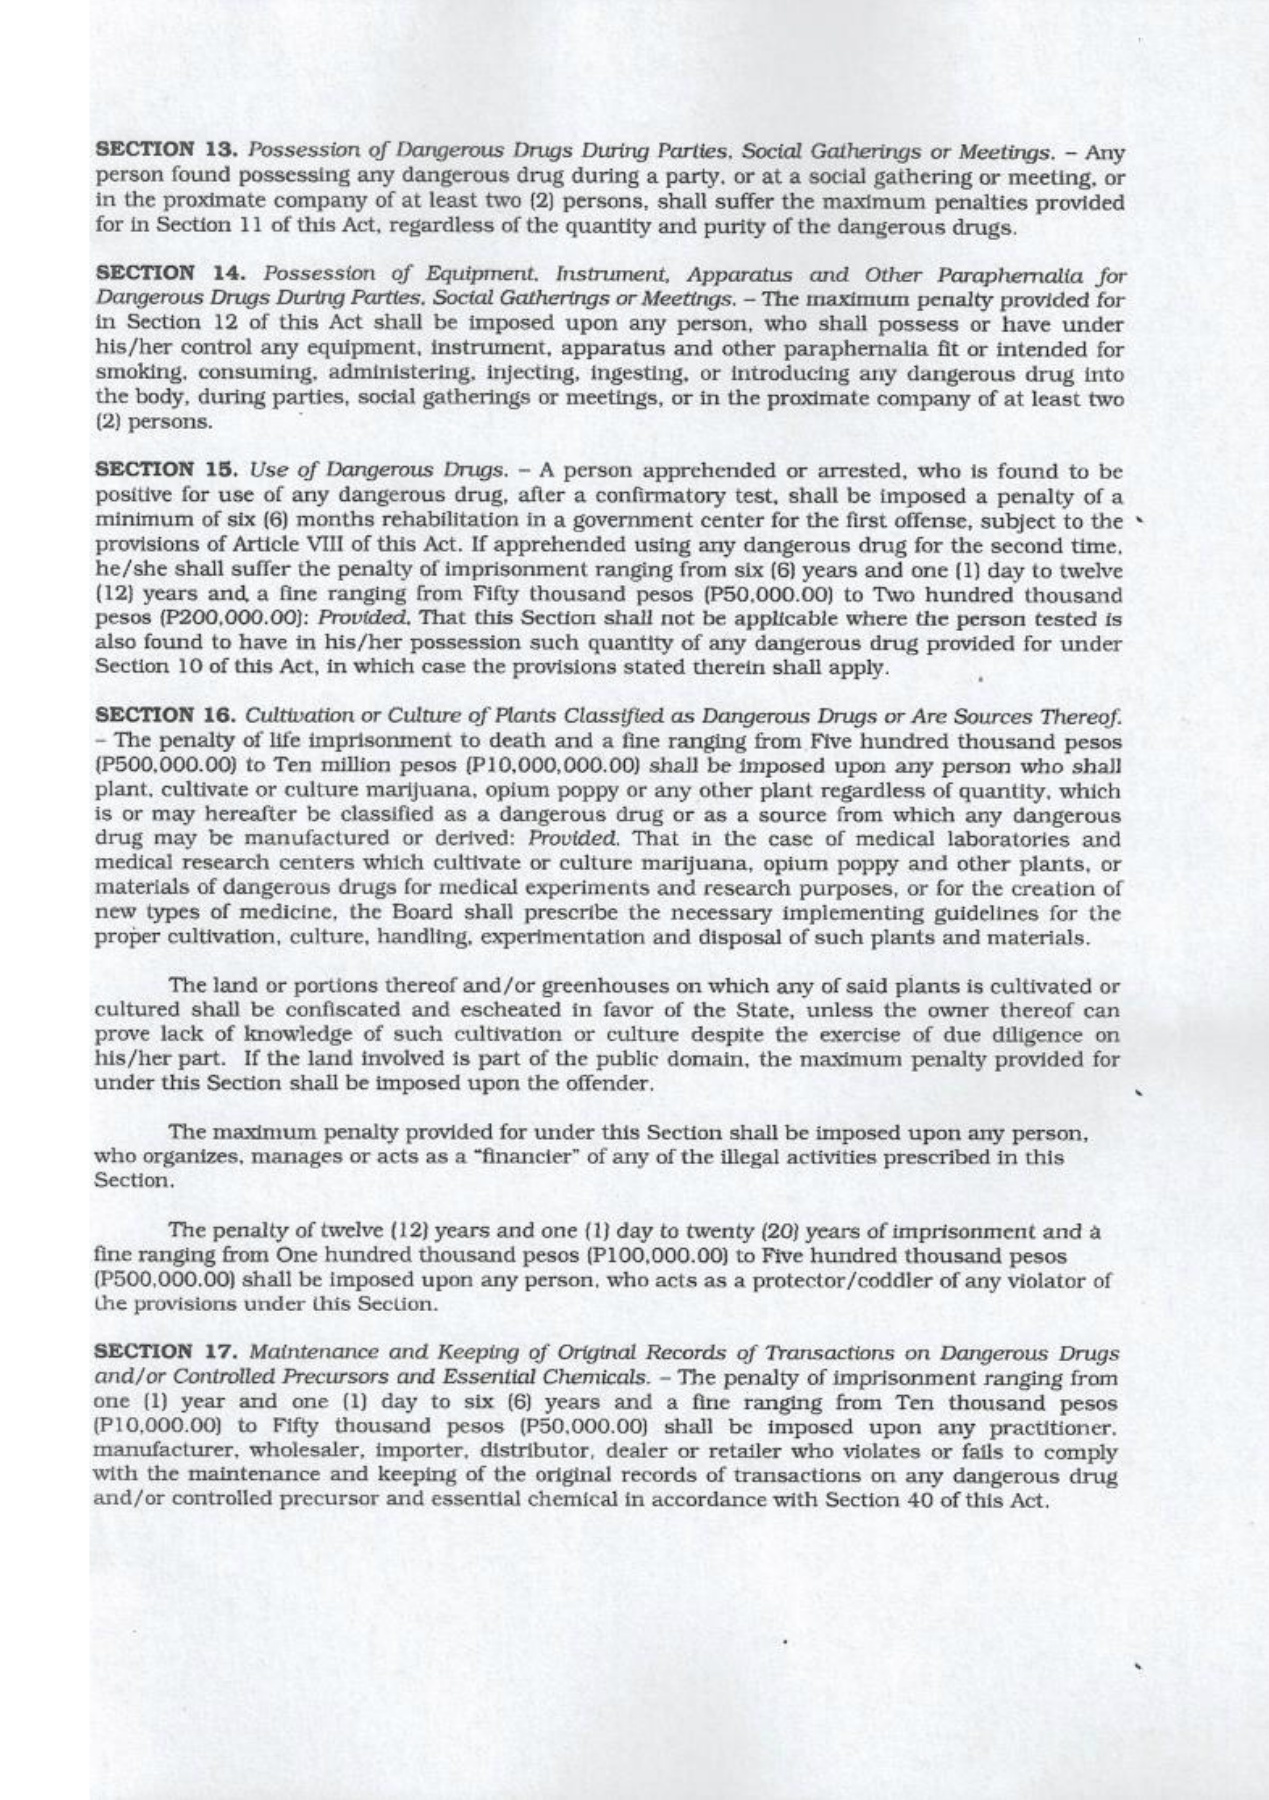 SECTION 13. Possession of Dangerous Drugs During Parties, Social Gatherings or Meetings. – Any
person found possessing any dangerous drug during a party, or at a social gathering or meeting, or
in the proximate company of at least two (2) persons, shall suffer the maximum penalties provided
for in Section 11 of this Act, regardless of the quantity and purity of the dangerous drugs.
SECTION 14. Possession of Equipment, Instrument, Apparatus and Other Paraphernalia for
Dangerous Drugs During Parties, Social Gatherings or Meetings. – The maximum penalty provided for
in Section 12 of this Act shall be imposed upon any person, who shall possess or have under
his/her control any equipment, instrument, apparatus and other paraphernalia fit or intended for
smoking, consuming, administering, injecting, ingesting, or introducing any dangerous drug into
the body, during parties, social gatherings or meetings, or in the proximate company of at least two
(2) persons.
SECTION 15. Use of Dangerous Drugs. – A person apprehended or arrested, who is found to be
positive for use of any dangerous drug, after a confirmatory test, shall be imposed a penalty of a
minimum of six (6) months rehabilitation in a government center for the first offense, subject to the
provisions of Article VIII of this Act. If apprehended using any dangerous drug for the second time,
he/she shall suffer the penalty of imprisonment ranging from six (6) years and one (1) day to twelve
(12) years and a fine ranging from Fifty thousand pesos (P50,000.00) to Two hundred thousand
pesos (P200,000.00): Provided, That this Section shall not be applicable where the person tested is
also found to have in his/her possession such quantity of any dangerous drug provided for under
Section 10 of this Act, in which case the provisions stated therein shall apply.
SECTION 16. Cultivation or Culture of Plants Classified as Dangerous Drugs or Are Sources Thereof.
– The penalty of life imprisonment to death and a fine ranging from Five hundred thousand pesos
(P500,000.00) to Ten million pesos (P10,000,000.00) shall be imposed upon any person who shall
plant, cultivate or culture marijuana, opium poppy or any other plant regardless of quantity, which
is or may hereafter be classified as a dangerous drug or as a source from which any dangerous
drug may be manufactured or derived: Provided, That in the case of medical laboratories and
medical research centers which cultivate or culture marijuana, opium poppy and other plants, or
materials of dangerous drugs for medical experiments and research purposes, or for the creation of
new types of medicine, the Board shall prescribe the necessary implementing guidelines for the
proper cultivation, culture, handling, experimentation and disposal of such plants and materials.
The land or portions thereof and/or greenhouses on which any of said plants is cultivated or
cultured shall be confiscated and escheated in favor of the State, unless the owner thereof can
prove lack of knowledge of such cultivation or culture despite the exercise of due diligence on
his/her part. If the land involved is part of the public domain, the maximum penalty provided for
under this Section shall be imposed upon the offender.
The maximum penalty provided for under this Section shall be imposed upon any person,
who organizes, manages or acts as a "financier" of any of the illegal activities prescribed in this
Section.
The penalty of twelve (12) years and one (1) day to twenty (20) years of imprisonment and a
fine ranging from One hundred thousand pesos (P100,000.00) to Five hundred thousand pesos
(P500,000.00) shall be imposed upon any person, who acts as a protector/coddler of any violator of
the provisions under this Section.
SECTION 17. Maintenance and Keeping of Original Records of Transactions on Dangerous Drugs
and/or Controlled Precursors and Essential Chemicals. – The penalty of imprisonment ranging from
one (1) year and one (1) day to six (6) years and a fine ranging from Ten thousand pesos
(P10,000.00) to Fifty thousand pesos (P50,000.00) shall be imposed upon any practitioner,
manufacturer, wholesaler, importer, distributor, dealer or retailer who violates or fails to comply
with the maintenance and keeping of the original records of transactions on any dangerous drug
and/or controlled precursor and essential chemical in accordance with Section 40 of this Act.